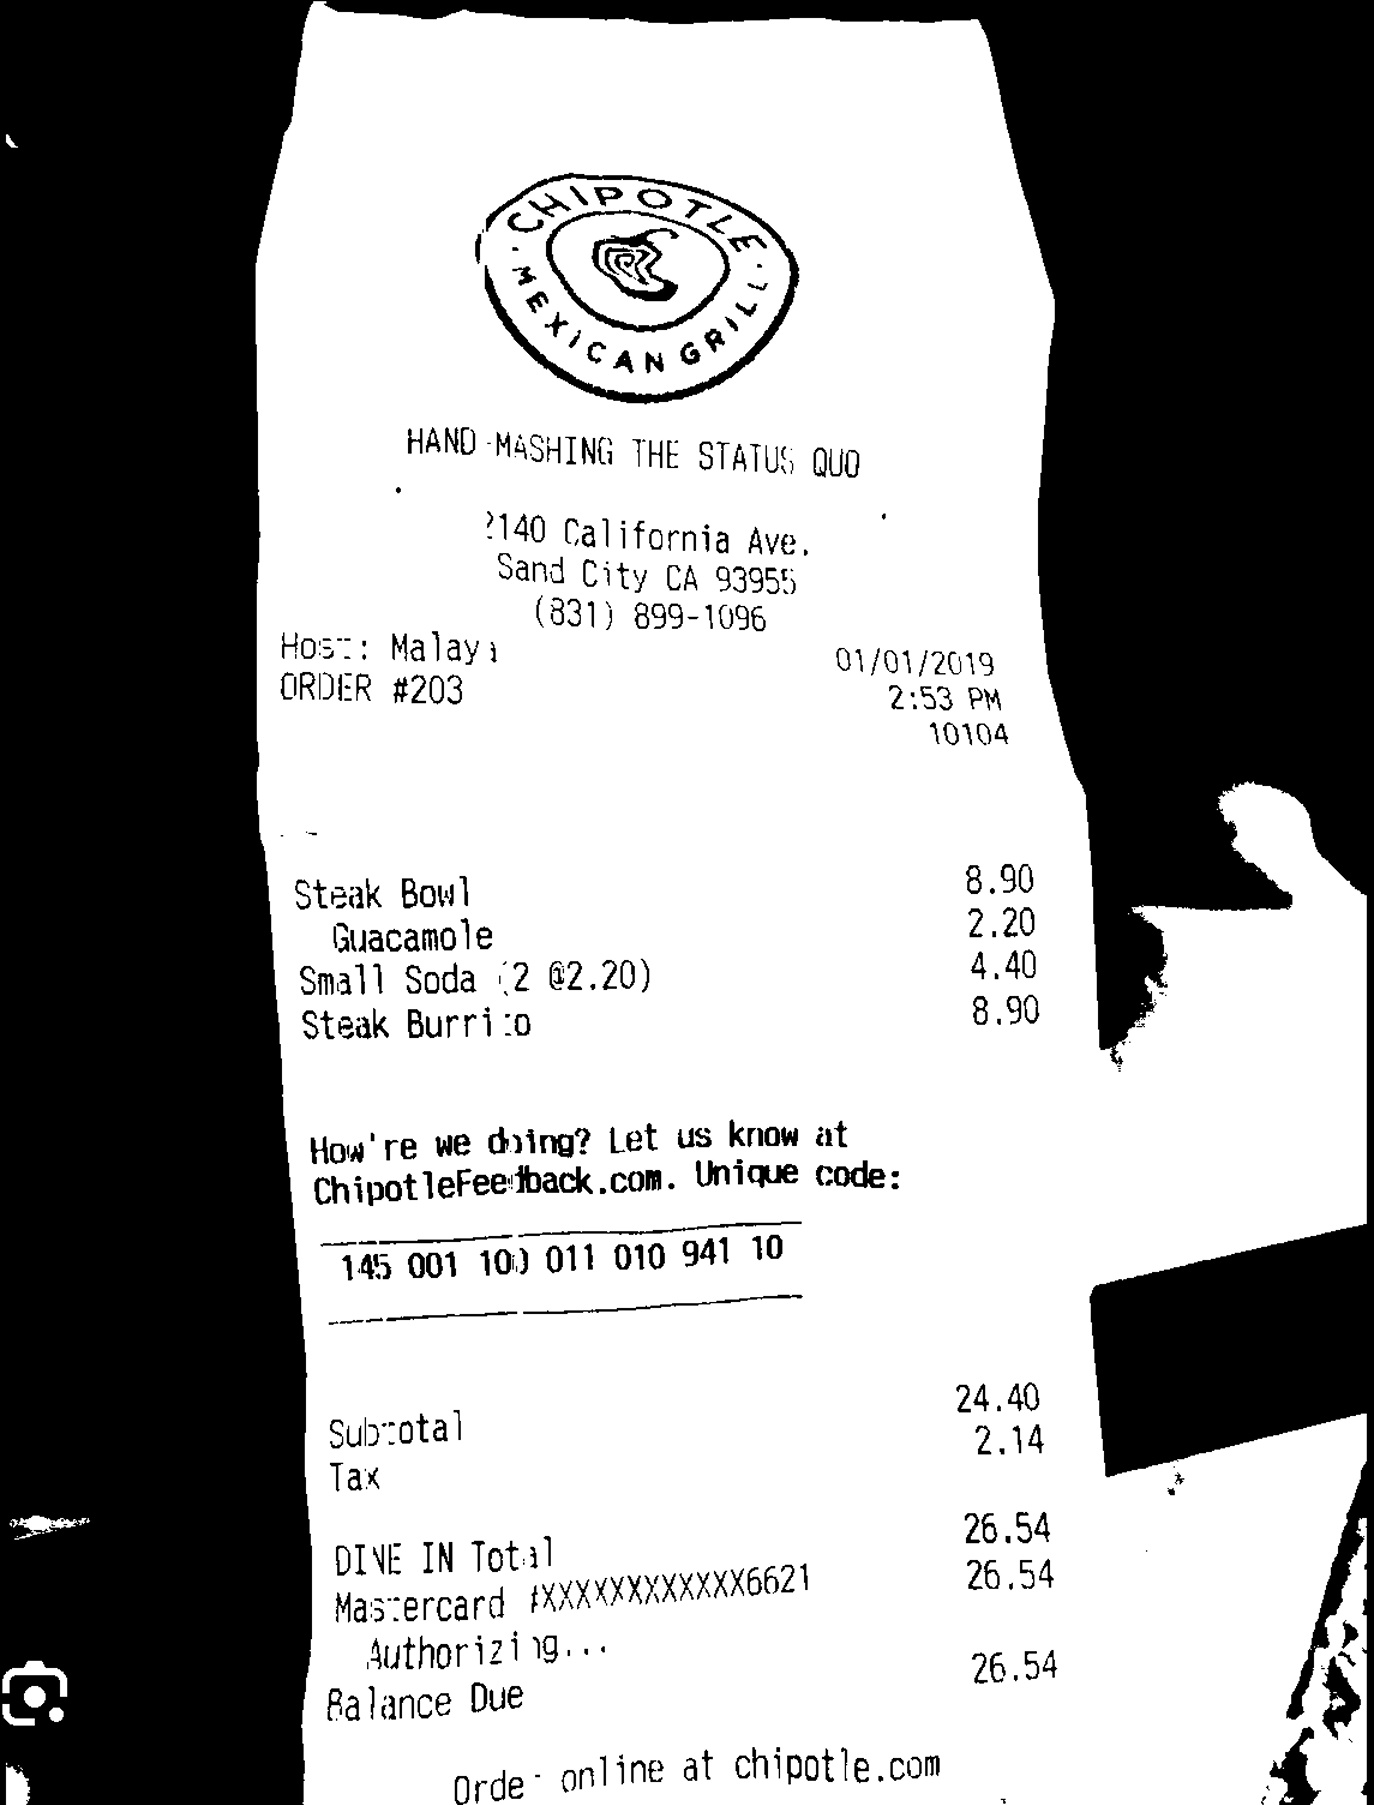 CHIPOTLE
MEXICAN GRILL
HAND-MASHING THE STATUS QUO
2140 California Ave.
Sand City CA 93955
(831) 899-1096
Host: Malaya
01/01/2019
ORDER #203
2:53 PM
10104
Steak Bowl 8.90
Guacamole 2.20
Small Soda (2 @2.20) 4.40
Steak Burrito 8.90
How're we doing? Let us know at
ChipotleFeedback.com. Unique code:
145 001 100 011 010 941 10
Subtotal 24.40
Tax 2.14
DINE IN Total 26.54
Mastercard #XXXXXXXXXXXX6621 26.54
Authorizing...
Balance Due 26.54
Order online at chipotle.com